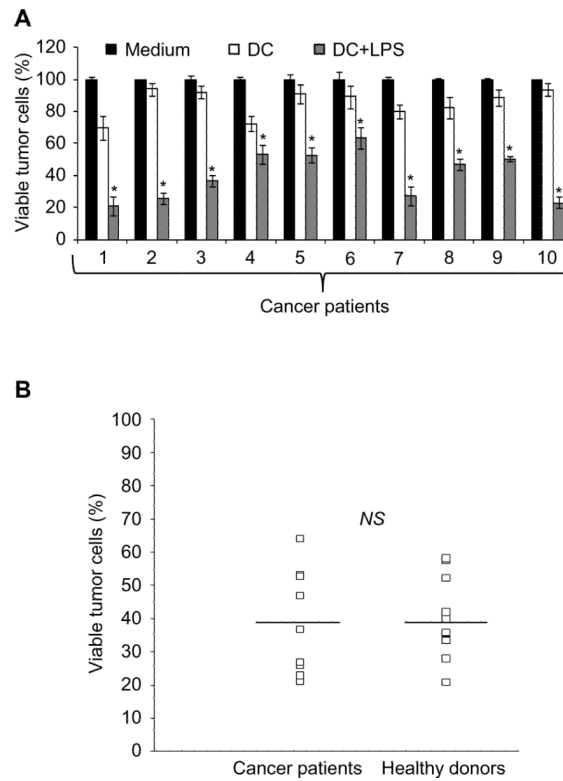 A
Medium DC DC+LPS
Viable tumor cells (%)
120
100
80
60
40
20
0
* * * * * * * * * *
1 2 3 4 5 6 7 8 9 10
Cancer patients
B
Viable tumor cells (%)
100
90
80
70
60
50
40
30
20
10
0
NS
Cancer patients Healthy donors